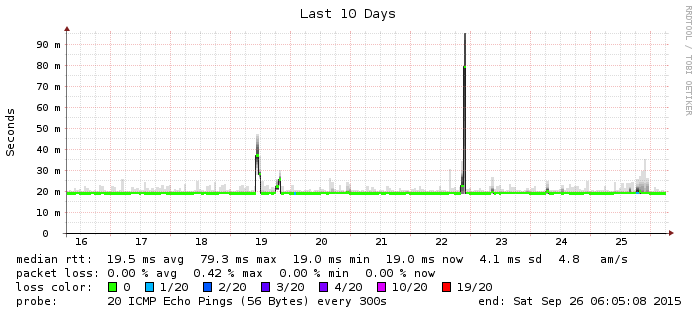 Last 10 Days
RRDTOOL / TOBI OETIKER
Seconds
90 m
80 m
70 m
60 m
50 m
40 m
30 m
20 m
10 m
0
16 17 18 19 20 21 22 23 24 25
median rtt: 19.5 ms avg 79.3 ms max 19.0 ms min 19.0 ms now 4.1 ms sd 4.8 am/s
packet loss: 0.00 % avg 0.42 % max 0.00 % min 0.00 % now
loss color: 0 1/20 2/20 3/20 4/20 10/20 19/20
probe: 20 ICMP Echo Pings (56 Bytes) every 300s end: Sat Sep 26 06:05:08 2015